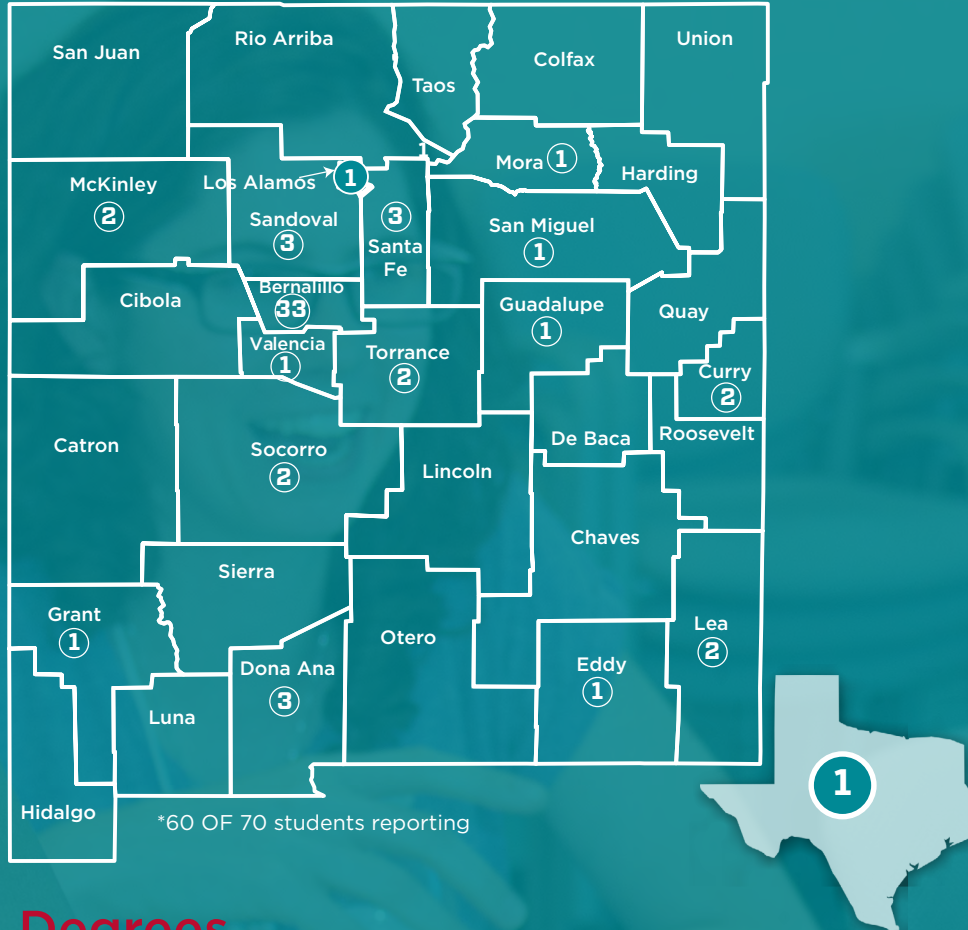 San Juan
Rio Arriba
Taos
Colfax
Union
McKinley
2
Los Alamos
1
1
Mora 1
Harding
Sandoval
3
3
Santa
Fe
San Miguel
1
Cibola
Bernalillo
33
Guadalupe
1
Quay
Valencia
1
Torrance
2
Curry
2
Catron
Socorro
2
Lincoln
De Baca
Roosevelt
Chaves
Sierra
Grant
1
Otero
Lea
2
Dona Ana
3
Eddy
1
Luna
Hidalgo
1
*60 OF 70 students reporting
Degrees